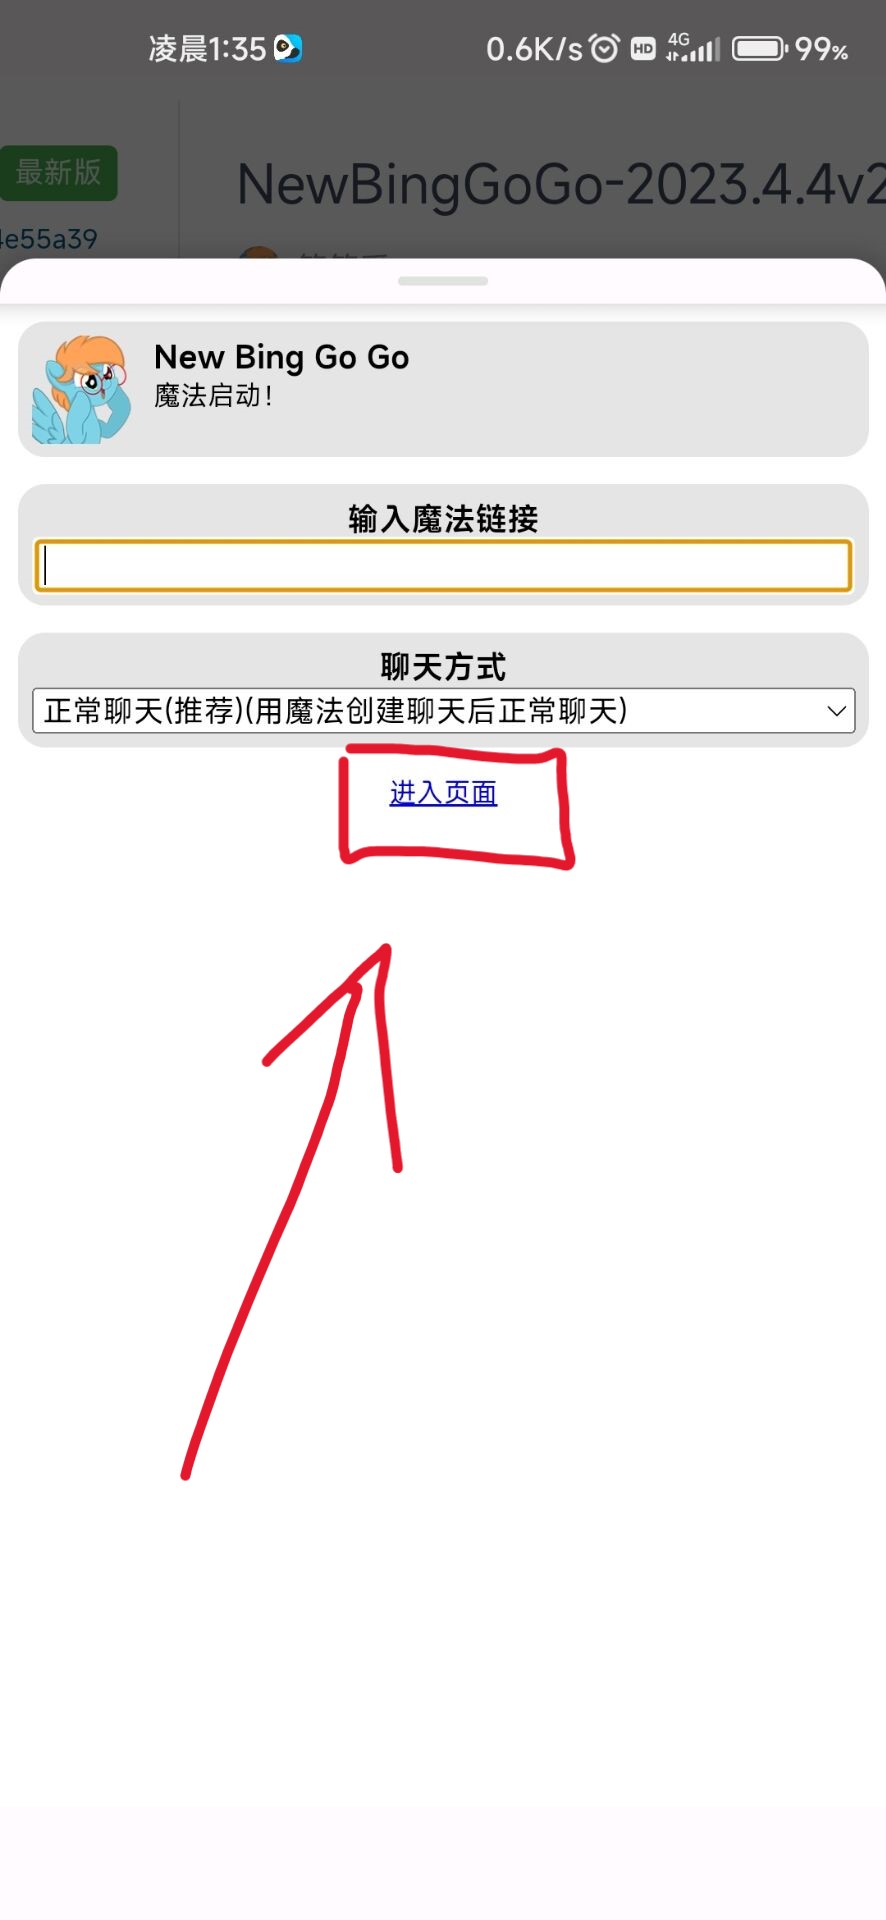 凌晨1:35 0.6K/s HD 4G 99%
最新版
NewBingGoGo-2023.4.4v2
4e55a39
New Bing Go Go
魔法启动！
输入魔法链接
聊天方式
正常聊天(推荐)(用魔法创建聊天后正常聊天)
进入页面